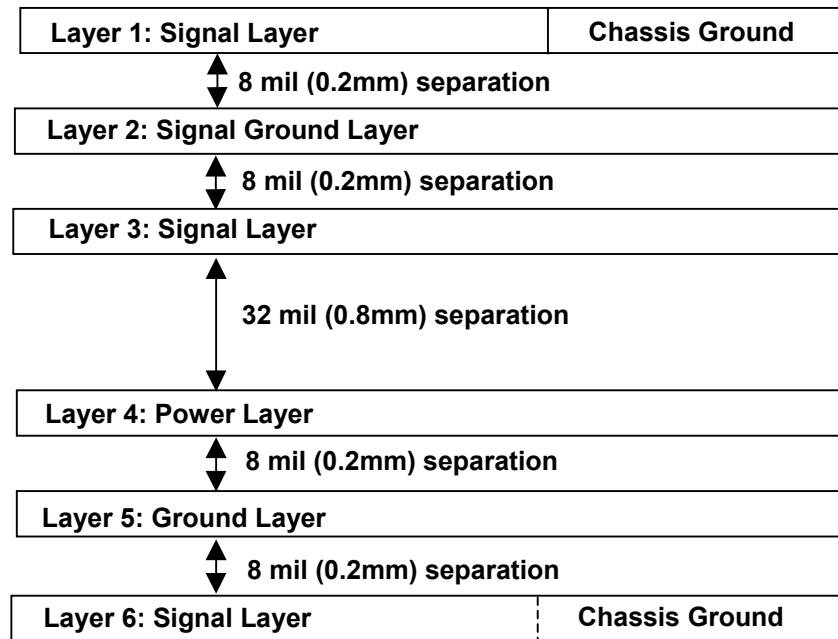 Layer 1: Signal Layer Chassis Ground
8 mil (0.2mm) separation
Layer 2: Signal Ground Layer
8 mil (0.2mm) separation
Layer 3: Signal Layer
32 mil (0.8mm) separation
Layer 4: Power Layer
8 mil (0.2mm) separation
Layer 5: Ground Layer
8 mil (0.2mm) separation
Layer 6: Signal Layer Chassis Ground